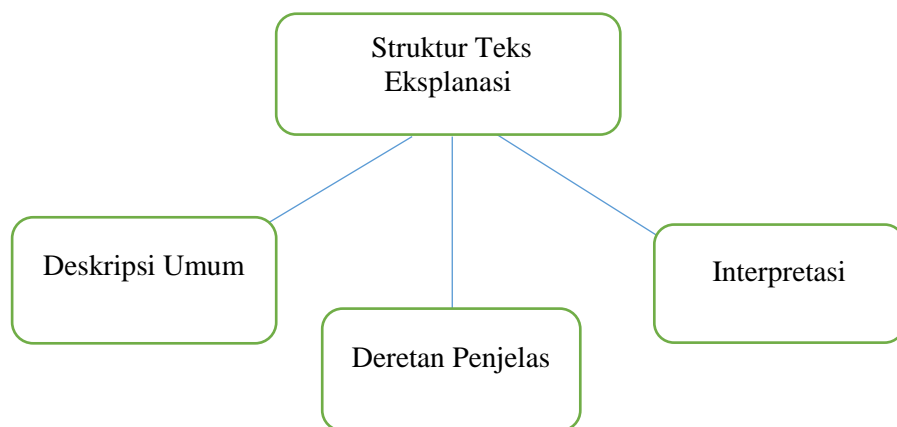 Struktur Teks
Eksplanasi
Deskripsi Umum
Deretan Penjelas
Interpretasi